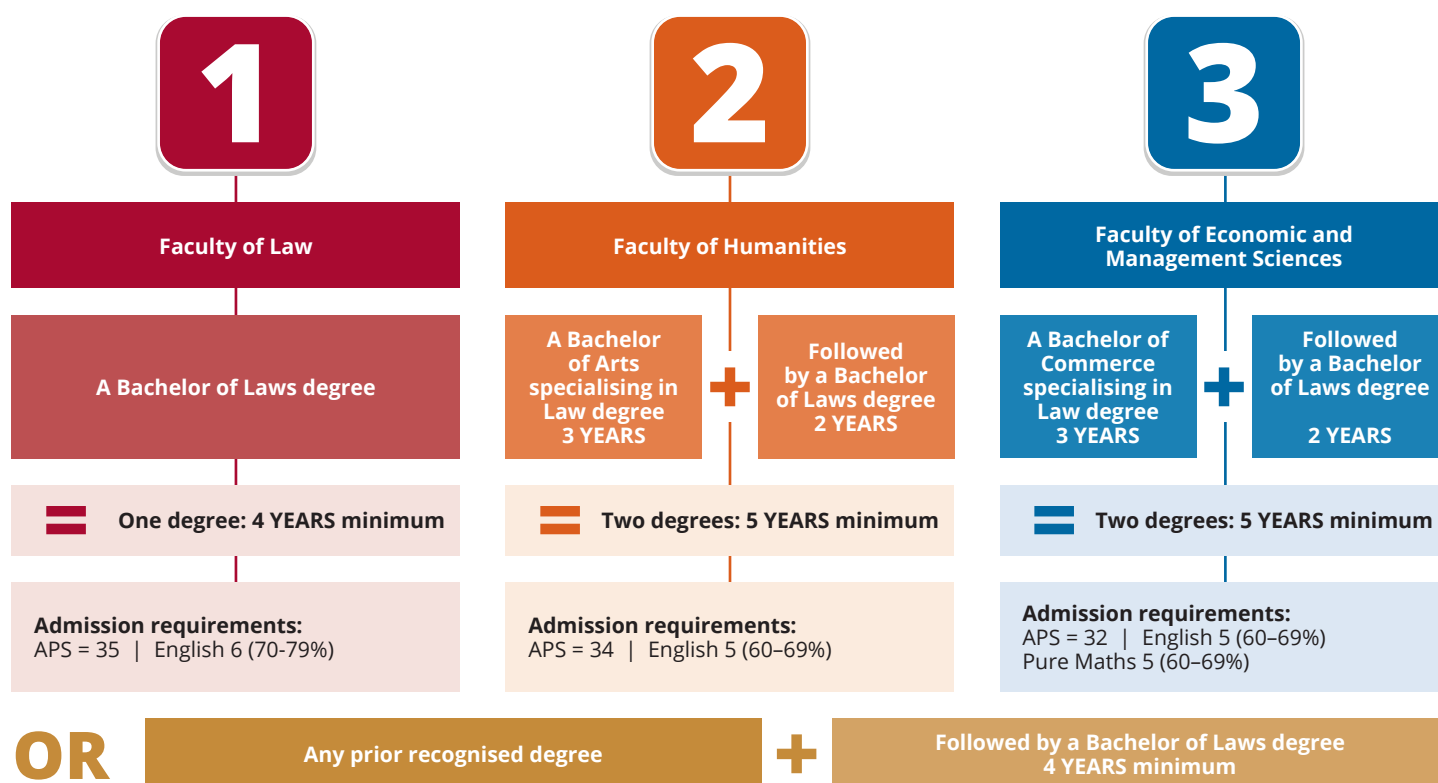 1
Faculty of Law
A Bachelor of Laws degree
= One degree: 4 YEARS minimum
Admission requirements:
APS = 35 | English 6 (70-79%)
2
Faculty of Humanities
A Bachelor
of Arts
specialising in
Law degree
3 YEARS
+
Followed
by a Bachelor
of Laws degree
2 YEARS
= Two degrees: 5 YEARS minimum
Admission requirements:
APS = 34 | English 5 (60–69%)
3
Faculty of Economic and
Management Sciences
A Bachelor of
Commerce
specialising in
Law degree
3 YEARS
+
Followed
by a Bachelor
of Laws degree
2 YEARS
= Two degrees: 5 YEARS minimum
Admission requirements:
APS = 32 | English 5 (60–69%)
Pure Maths 5 (60–69%)
OR
Any prior recognised degree
+
Followed by a Bachelor of Laws degree
4 YEARS minimum